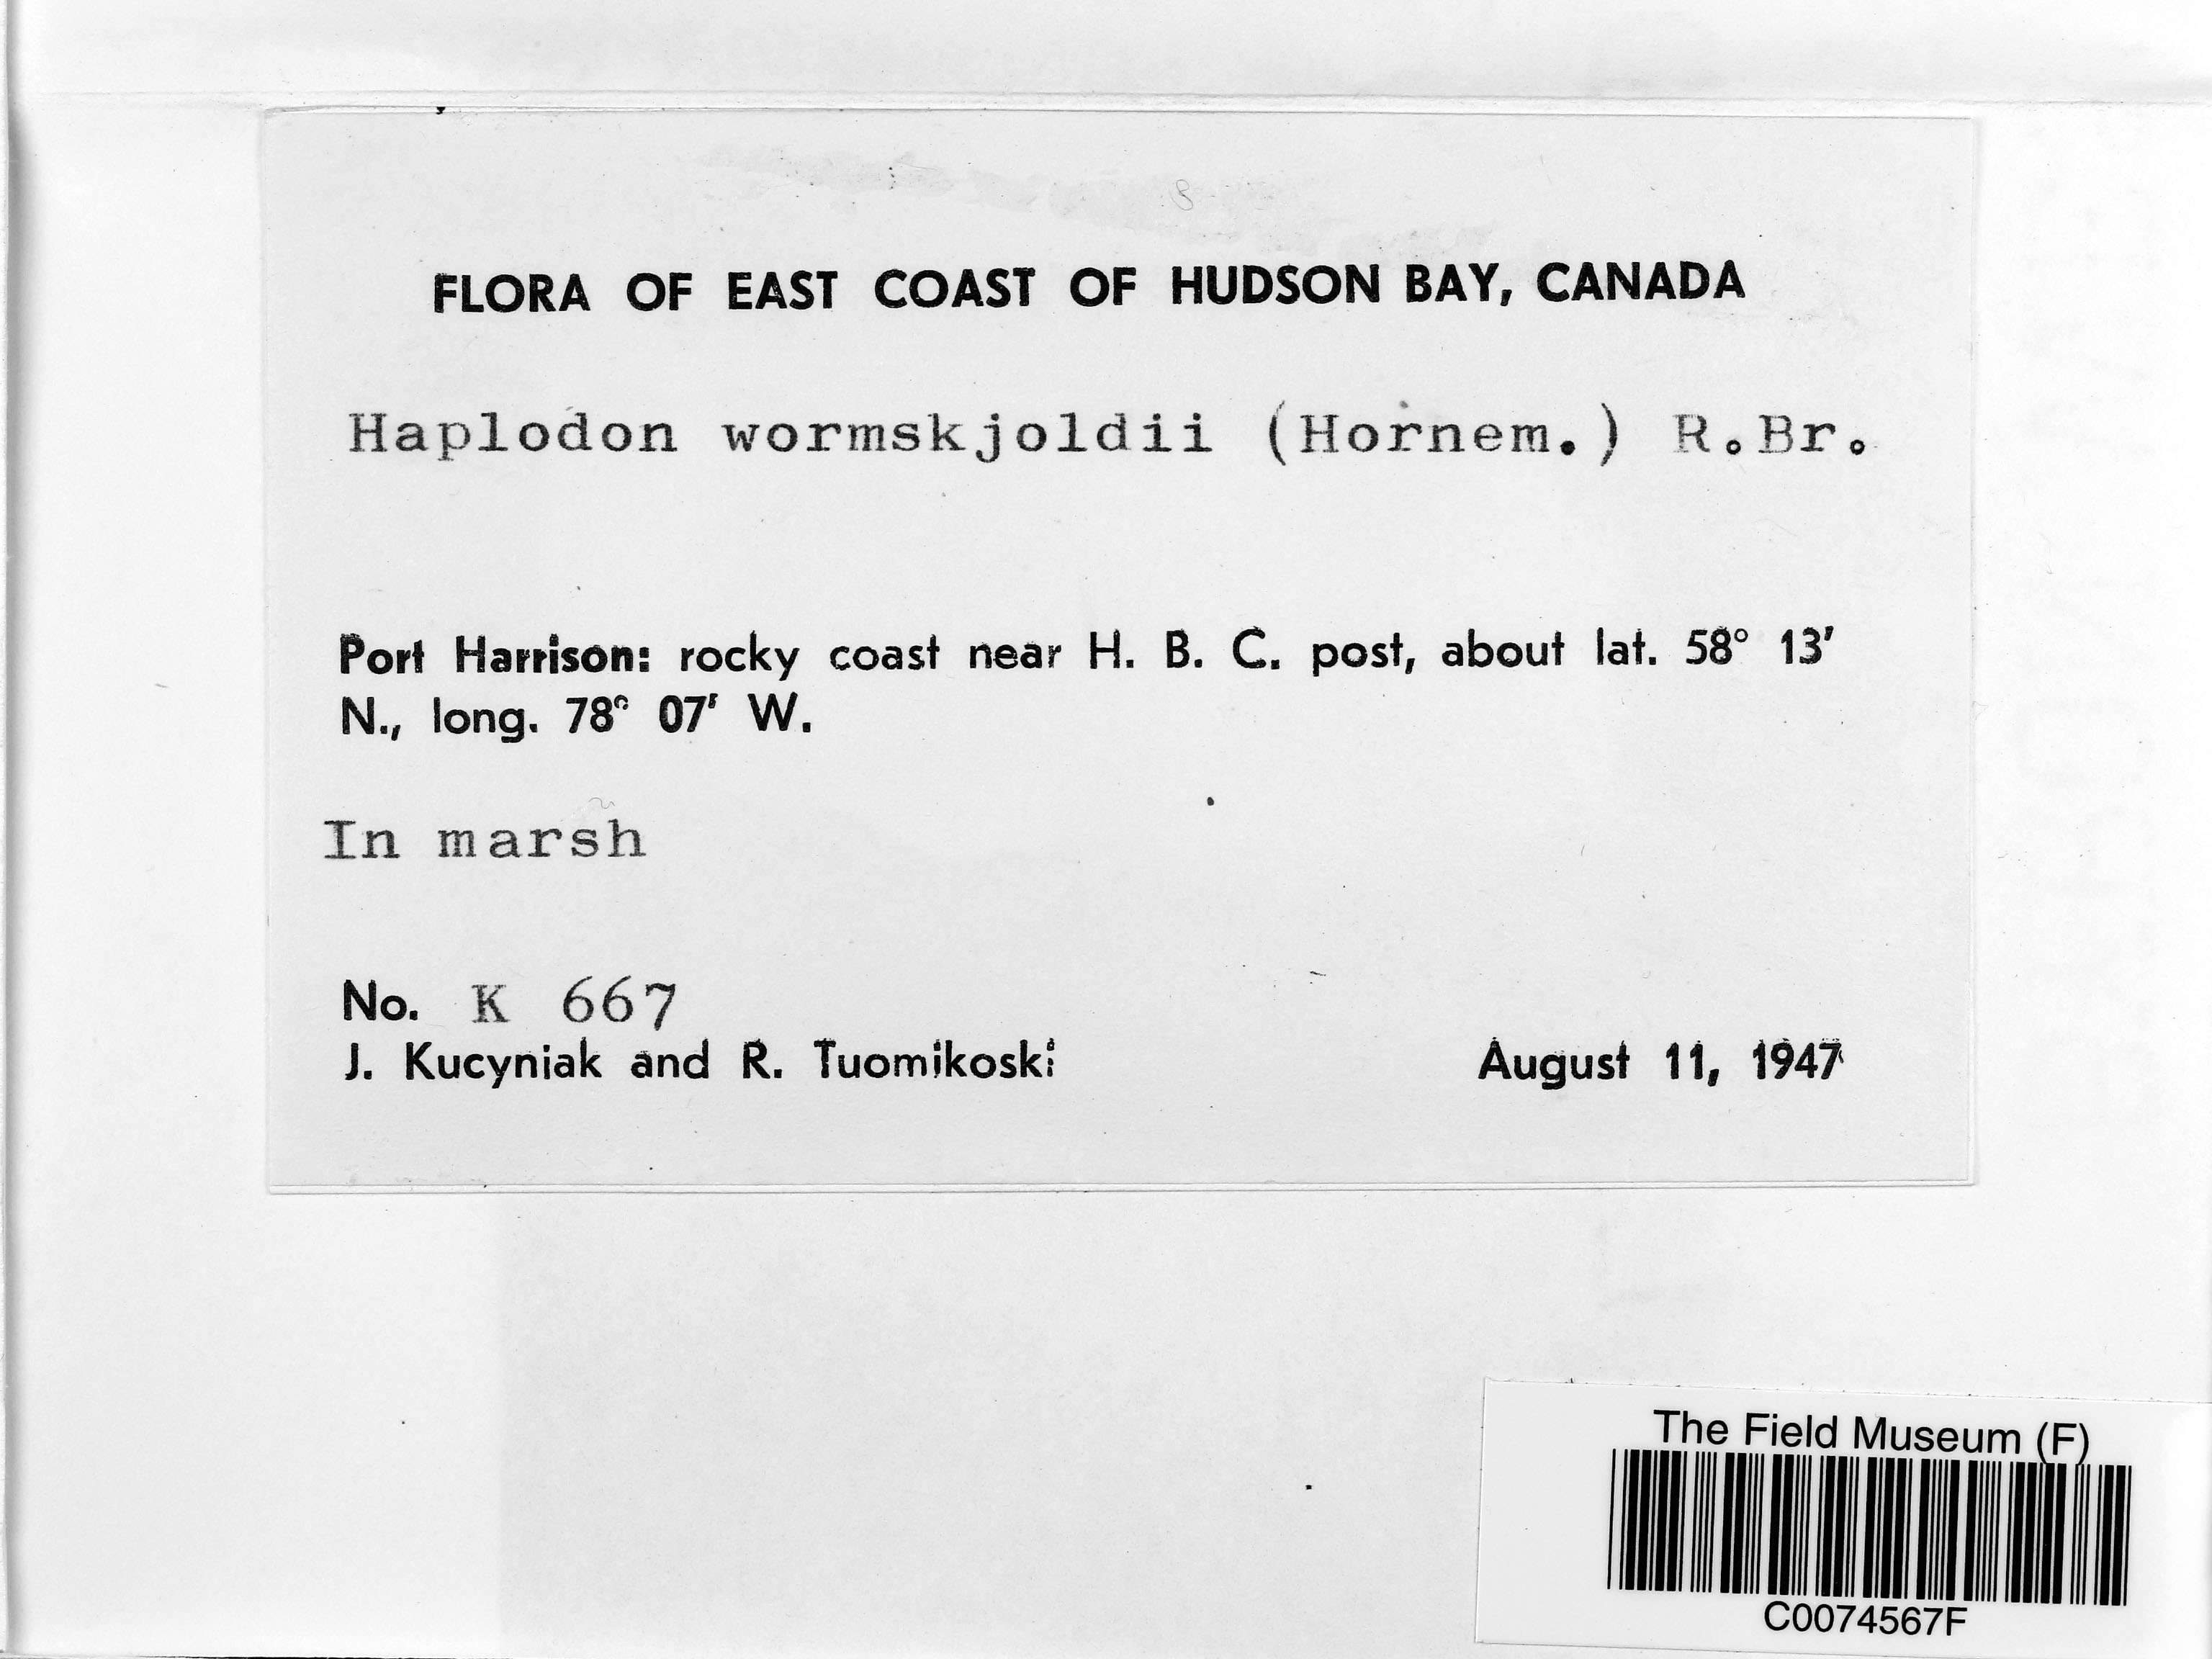 FLORA OF EAST COAST OF HUDSON BAY, CANADA
Haplodon wormskjoldii (Hornem.) R.Br.
Port Harrison: rocky coast near H. B. C. post, about lat. 58° 13′
N., long. 78° 07′ W.
In marsh
No. K 667
J. Kucyniak and R. Tuomikoski
August 11, 1947
The Field Museum (F)
C0074567F